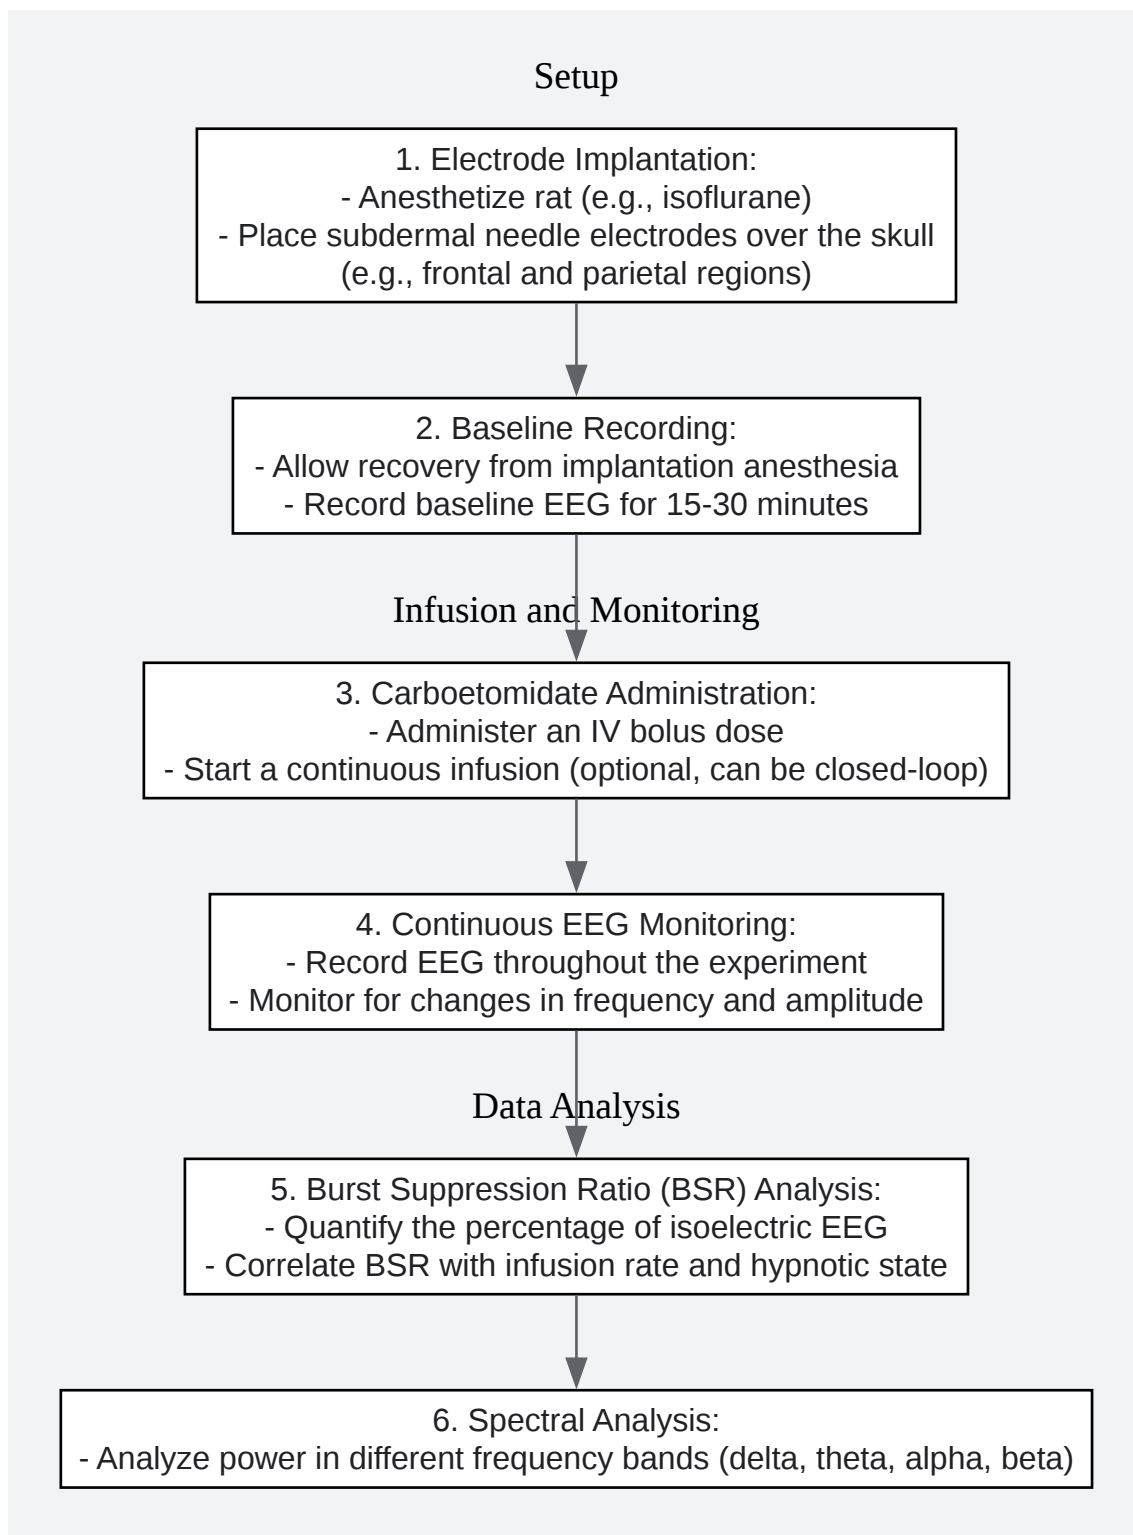 Setup
1. Electrode Implantation:
- Anesthetize rat (e.g., isoflurane)
- Place subdermal needle electrodes over the skull
(e.g., frontal and parietal regions)
2. Baseline Recording:
- Allow recovery from implantation anesthesia
- Record baseline EEG for 15-30 minutes
Infusion and Monitoring
3. Carboetomidate Administration:
- Administer an IV bolus dose
- Start a continuous infusion (optional, can be closed-loop)
4. Continuous EEG Monitoring:
- Record EEG throughout the experiment
- Monitor for changes in frequency and amplitude
Data Analysis
5. Burst Suppression Ratio (BSR) Analysis:
- Quantify the percentage of isoelectric EEG
- Correlate BSR with infusion rate and hypnotic state
6. Spectral Analysis:
- Analyze power in different frequency bands (delta, theta, alpha, beta)